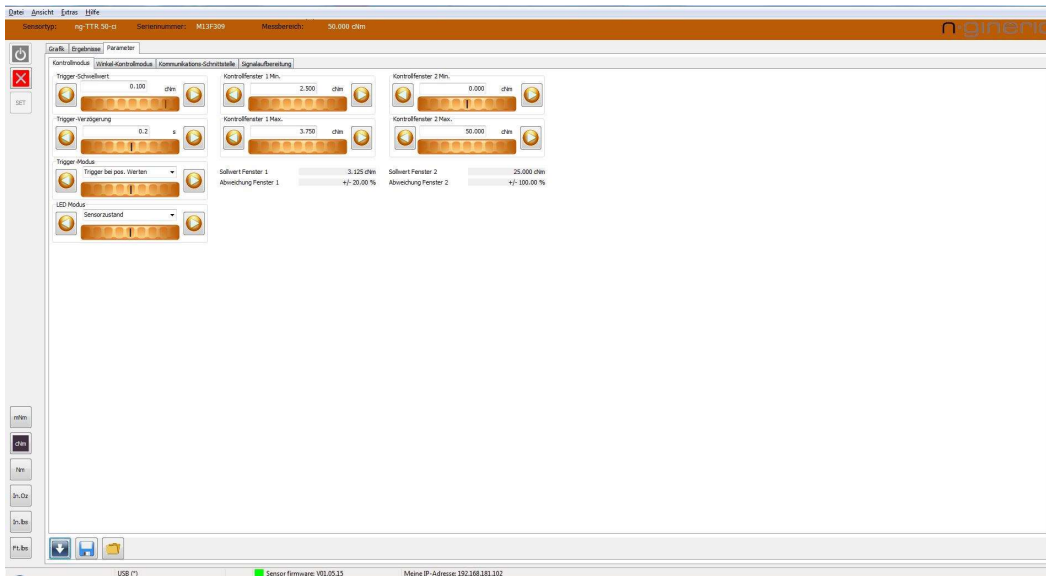 Datei Ansicht Extras Hilfe
Sensortyp: ng-TTR 50-ci Seriennummer: M13F309 Messbereich: 50.000 cNm
Grafik Ergebnisse Parameter
Kontrollmodus Winkel-Kontrollmodus Kommunikations-Schnittstelle Signalaufbereitung
SET
Trigger-Schwellwert
0.100 cNm
Trigger-Verzögerung
0.2 s
Trigger-Modus
Trigger bei pos. Werten
LED Modus
Sensorzustand
Kontrollfenster 1 Min.
2.500 cNm
Kontrollfenster 1 Max.
3.750 cNm
Sollwert Fenster 1 3.125 cNm
Abweichung Fenster 1 +/- 20.00 %
Kontrollfenster 2 Min.
0.000 cNm
Kontrollfenster 2 Max.
50.000 cNm
Sollwert Fenster 2 25.000 cNm
Abweichung Fenster 2 +/- 100.00 %
mNm
cNm
Nm
In.Oz
In.lbs
Ft.lbs
USB (*) Sensor firmware: V01.05.15 Meine IP-Adresse: 192.168.181.102